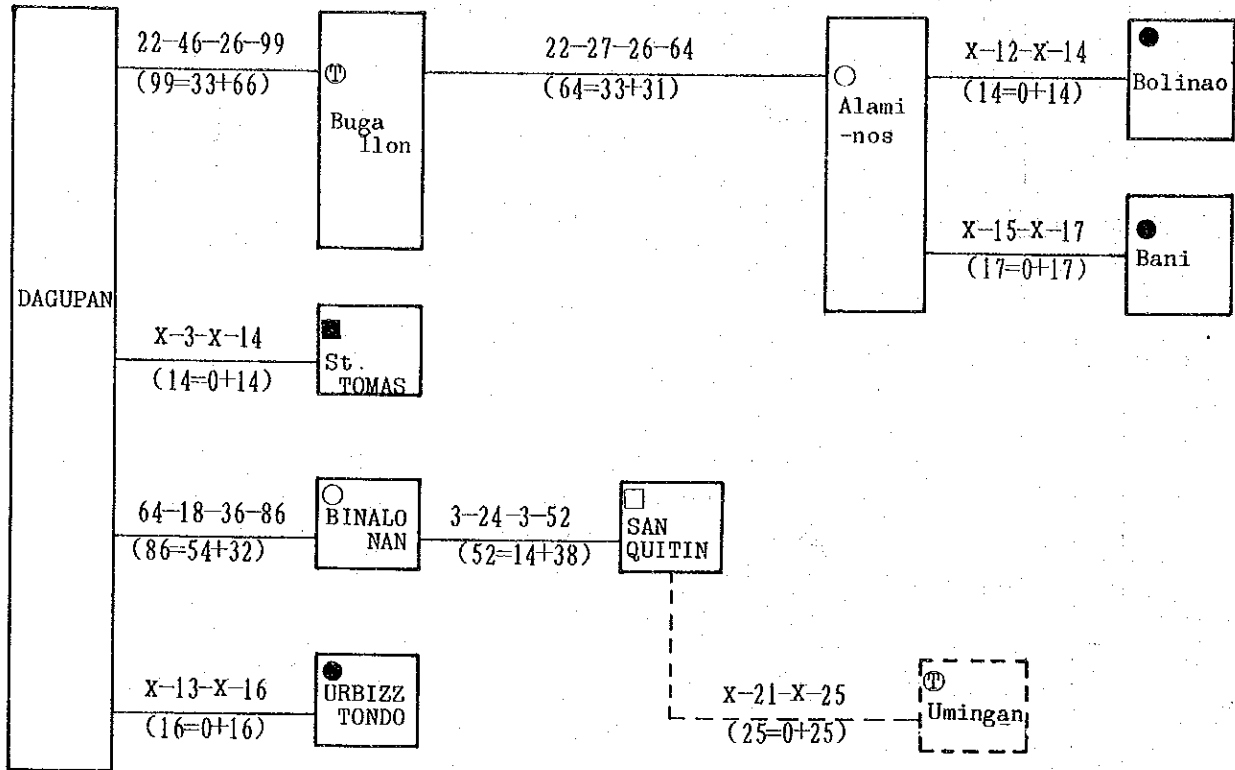 22-46-26-99
(99=33+66)
Ⓣ
Buga
Ilon
22-27-26-64
(64=33+31)
Alami
-nos
X-12-X-14
(14=0+14)
Bolinao
X-15-X-17
(17=0+17)
Bani
DAGUPAN
X-3-X-14
(14=0+14)
St.
TOMAS
64-18-36-86
(86=54+32)
BINALO
NAN
3-24-3-52
(52=14+38)
SAN
QUITIN
X-13-X-16
(16=0+16)
URBIZZ
TONDO
X-21-X-25
(25=0+25)
Ⓣ
Umingan